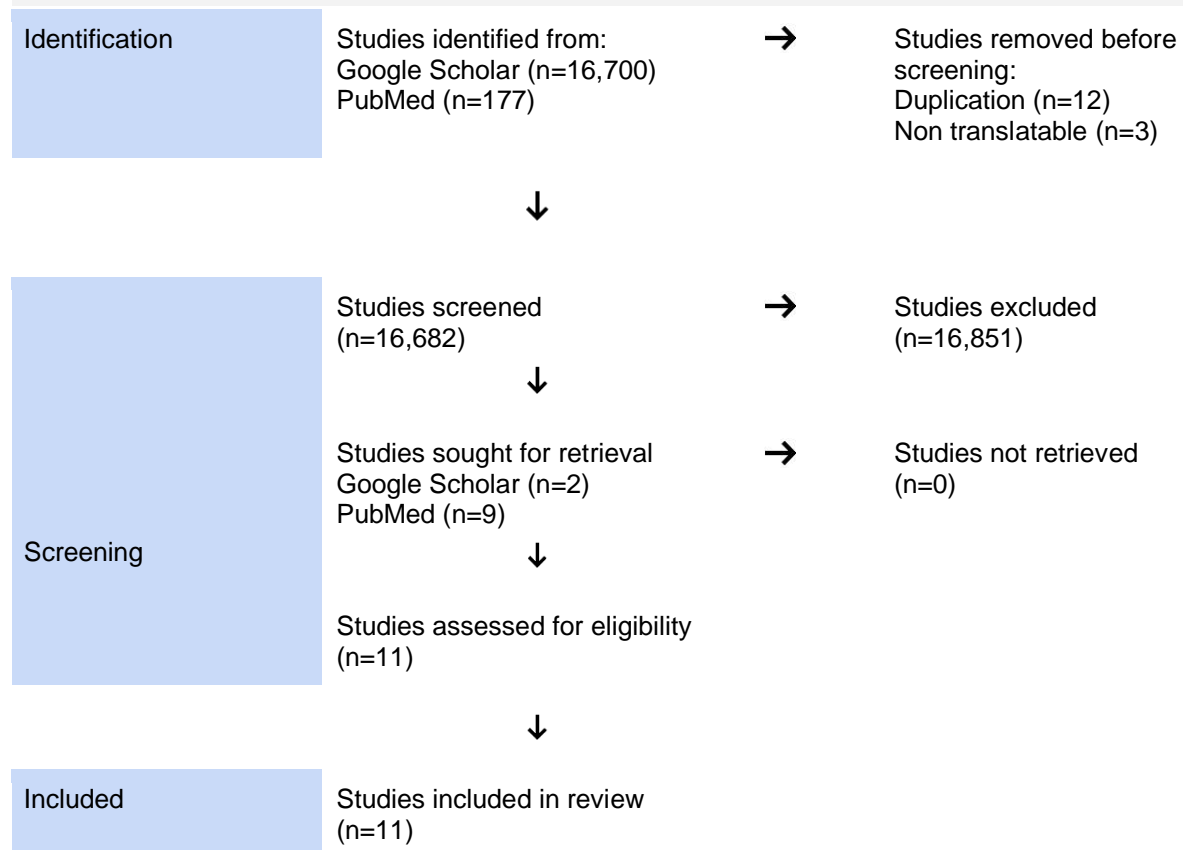 Identification
Studies identified from:
Google Scholar (n=16,700)
PubMed (n=177)
→
Studies removed before
screening:
Duplication (n=12)
Non translatable (n=3)
↓
Studies screened
(n=16,682)
→
Studies excluded
(n=16,851)
↓
Studies sought for retrieval
Google Scholar (n=2)
PubMed (n=9)
→
Studies not retrieved
(n=0)
Screening
↓
Studies assessed for eligibility
(n=11)
↓
Included
Studies included in review
(n=11)